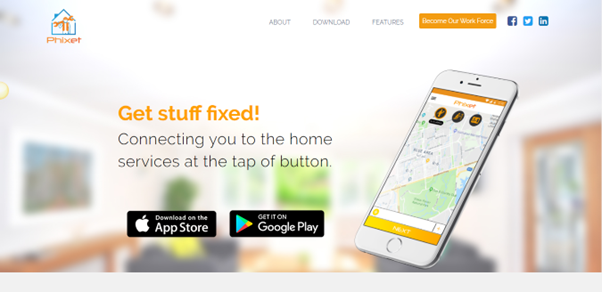 ABOUT
DOWNLOAD
FEATURES
Become Our Work Force
Phixet
Get stuff fixed!
Connecting you to the home
services at the tap of button.
Download on the
App Store
GET IT ON
Google Play
Phixet
NEXT